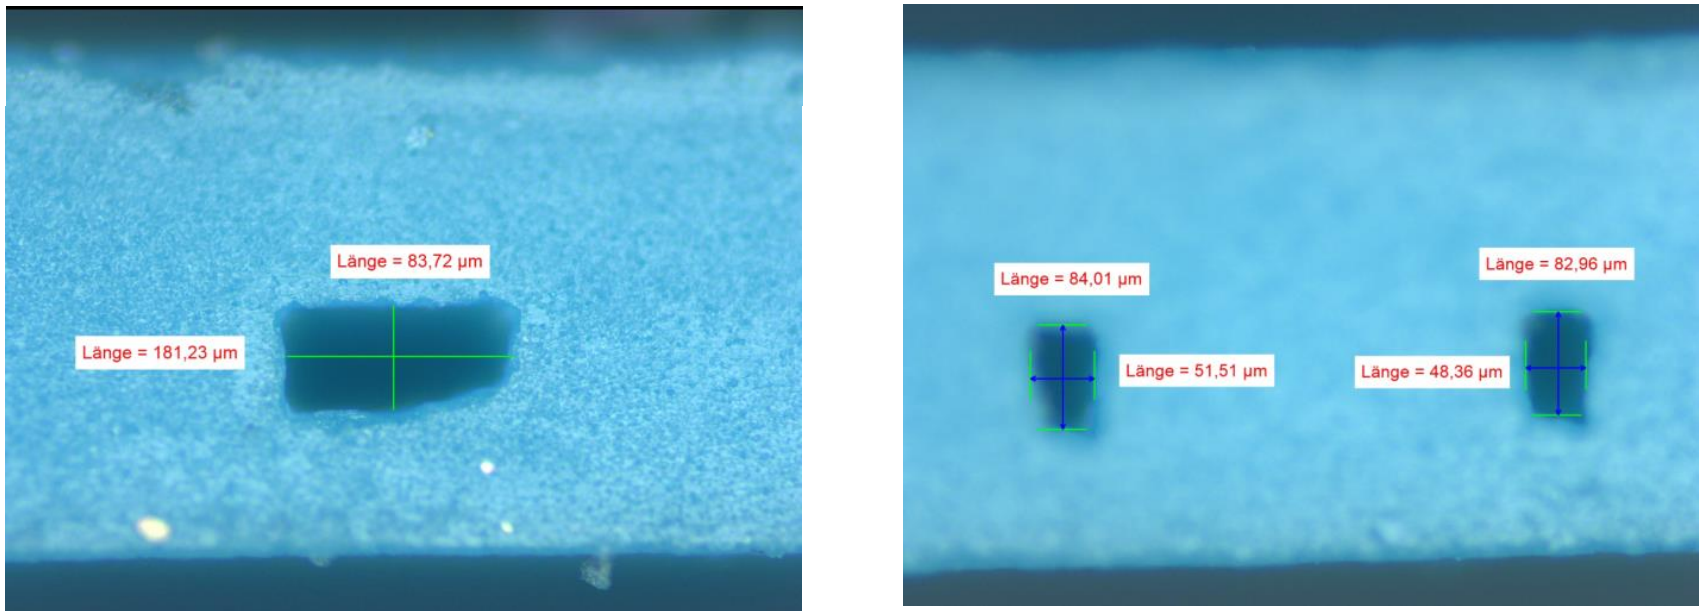 Länge = 83,72 µm
Länge = 181,23 µm
Länge = 84,01 µm
Länge = 51,51 µm
Länge = 82,96 µm
Länge = 48,36 µm